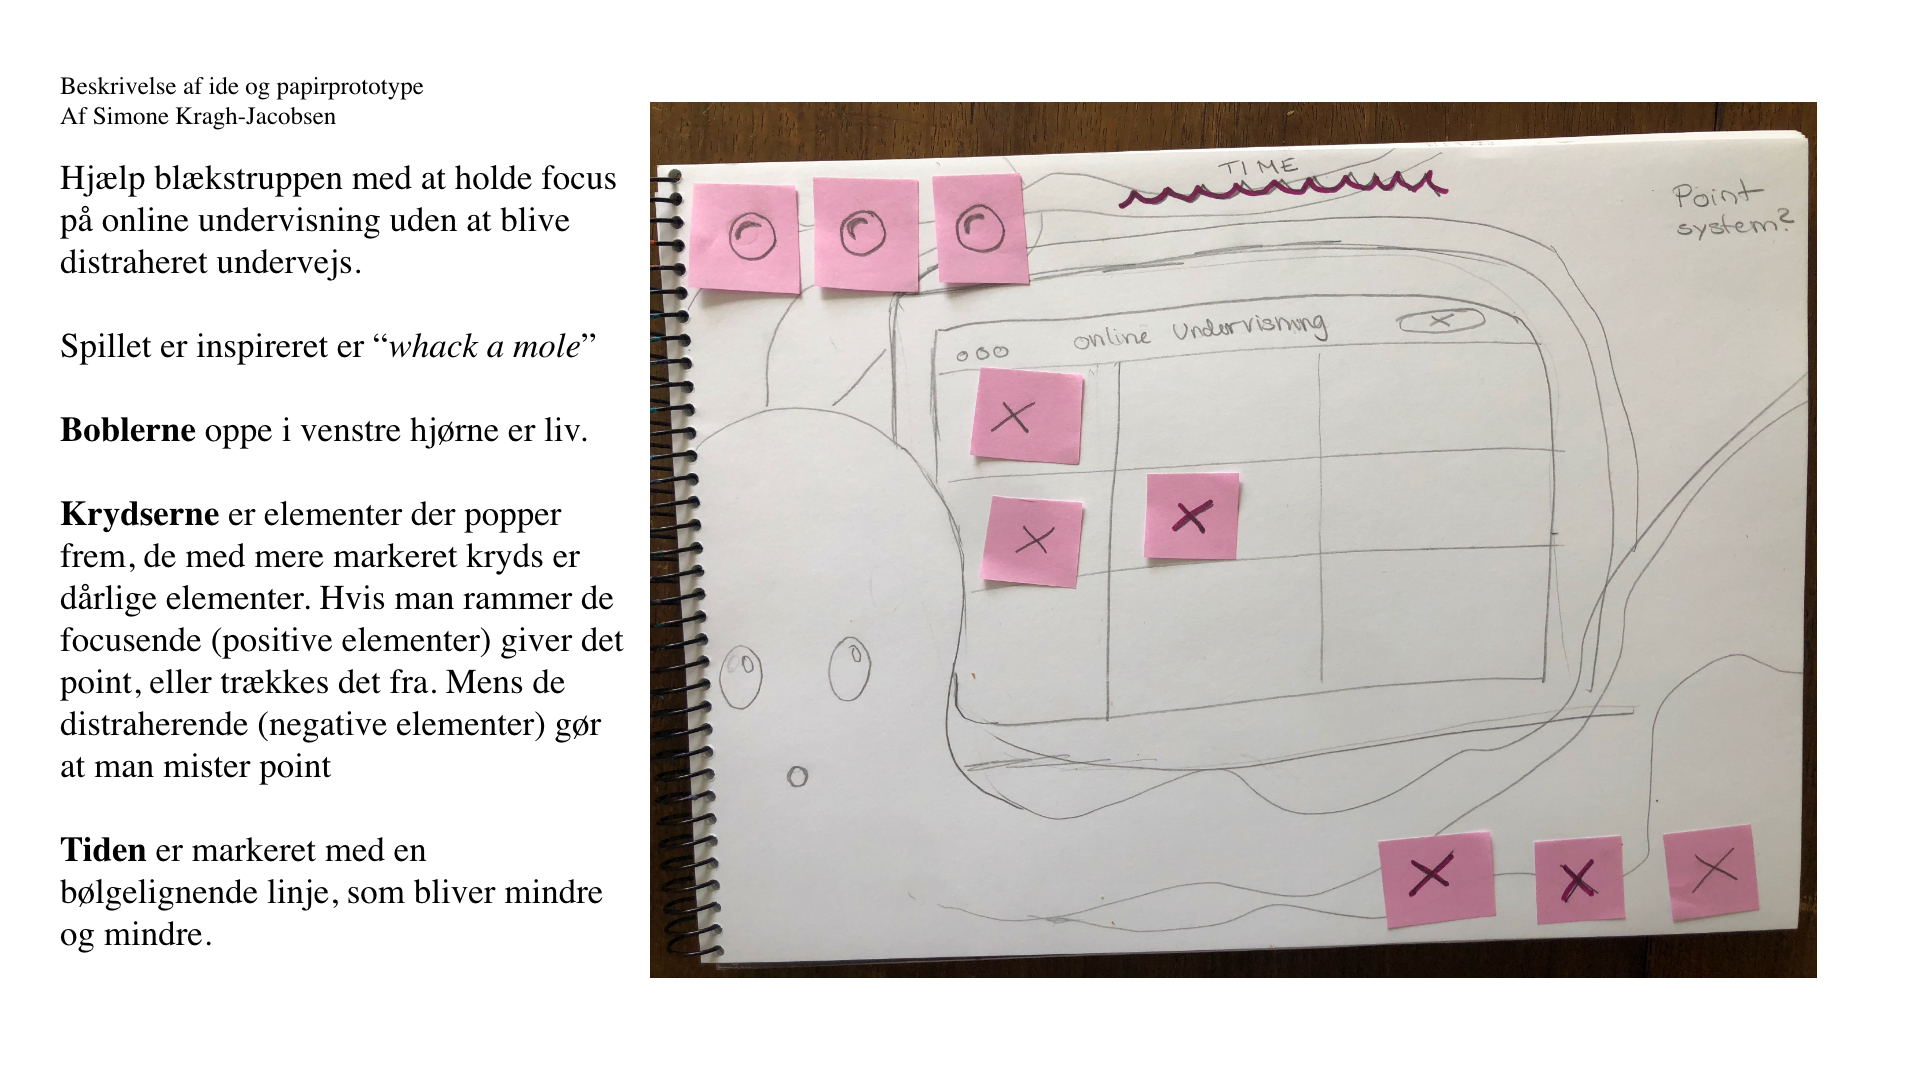 Beskrivelse af ide og papirprototype
Af Simone Kragh-Jacobsen
Hjælp blækstruppen med at holde focus
på online undervisning uden at blive
distraheret undervejs.
Spillet er inspireret er “whack a mole”
Boblerne oppe i venstre hjørne er liv.
Krydserne er elementer der popper
frem, de med mere markeret kryds er
dårlige elementer. Hvis man rammer de
focusende (positive elementer) giver det
point, eller trækkes det fra. Mens de
distraherende (negative elementer) gør
at man mister point
Tiden er markeret med en
bølgelignende linje, som bliver mindre
og mindre.
TIME
Point
system?
online Undervisning